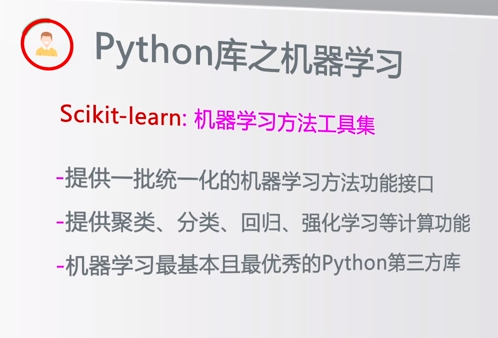 Python库之机器学习
Scikit-learn: 机器学习方法工具集
-提供一批统一化的机器学习方法功能接口
-提供聚类、分类、回归、强化学习等计算功能
-机器学习最基本且最优秀的Python第三方库